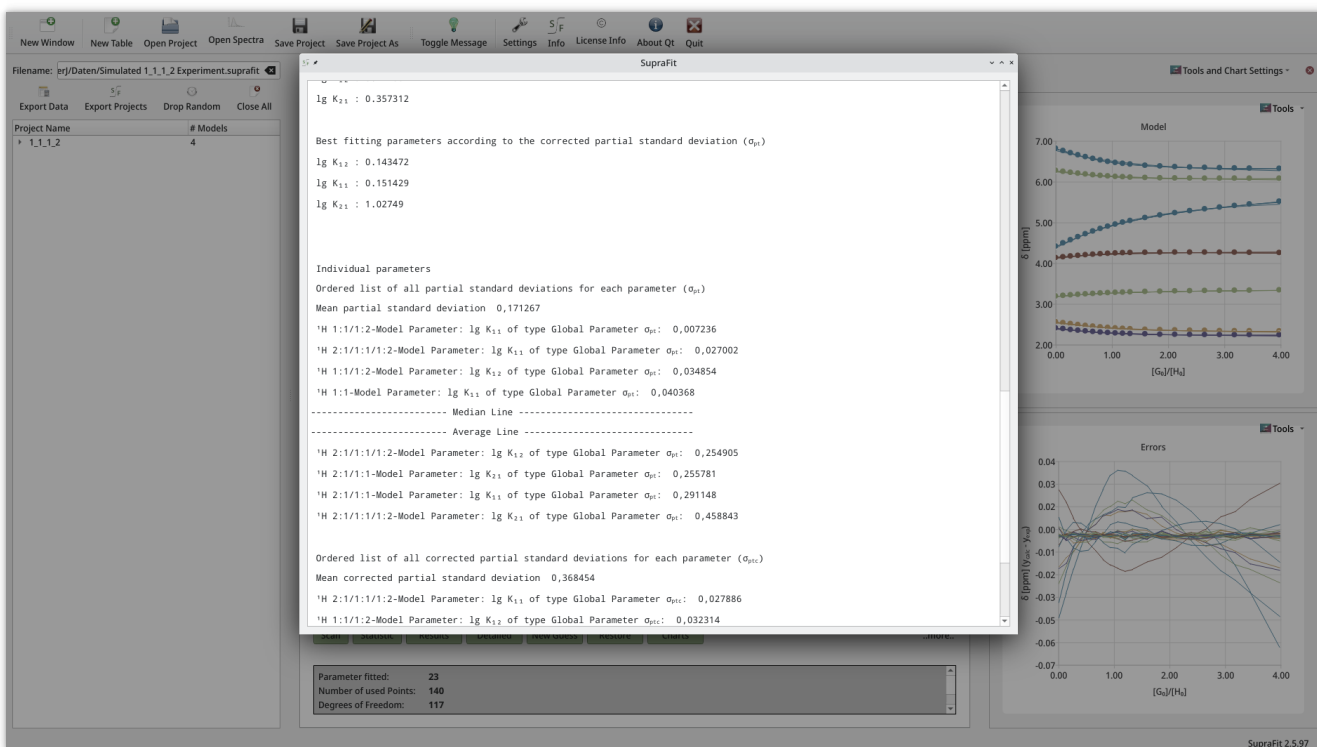 New Window New Table Open Project Open Spectra Save Project Save Project As Toggle Message Settings Info License Info About Qt Quit
Filename: erJ/Daten/Simulated 1_1_1_2 Experiment.suprafit
Export Data Export Projects Drop Random Close All
Project Name # Models
1_1_1_2 4
SupraFit
lg K₂₁ : 0.357312
Best fitting parameters according to the corrected partial standard deviation (σₚₜ)
lg K₁₂ : 0.143472
lg K₁₁ : 0.151429
lg K₂₁ : 1.02749
Individual parameters
Ordered list of all partial standard deviations for each parameter (σₚₜ)
Mean partial standard deviation 0,171267
¹H 1:1/1:2-Model Parameter: lg K₁₁ of type Global Parameter σₚₜ: 0,007236
¹H 2:1/1:1/1:2-Model Parameter: lg K₁₁ of type Global Parameter σₚₜ: 0,027002
¹H 1:1/1:2-Model Parameter: lg K₁₂ of type Global Parameter σₚₜ: 0,034854
¹H 1:1-Model Parameter: lg K₁₁ of type Global Parameter σₚₜ: 0,040368
------------------------ Median Line -------------------------------
------------------------ Average Line ------------------------------
¹H 2:1/1:1/1:2-Model Parameter: lg K₁₂ of type Global Parameter σₚₜ: 0,254905
¹H 2:1/1:1-Model Parameter: lg K₂₁ of type Global Parameter σₚₜ: 0,255781
¹H 2:1/1:1-Model Parameter: lg K₁₁ of type Global Parameter σₚₜ: 0,291148
¹H 2:1/1:1/1:2-Model Parameter: lg K₂₁ of type Global Parameter σₚₜ: 0,458843
Ordered list of all corrected partial standard deviations for each parameter (σₚₜc)
Mean corrected partial standard deviation 0,368454
¹H 2:1/1:1/1:2-Model Parameter: lg K₁₁ of type Global Parameter σₚₜc: 0,027886
¹H 1:1/1:2-Model Parameter: lg K₁₂ of type Global Parameter σₚₜc: 0,032314
Scan Statistic Results Detailed New Guess Restore Charts ..more..
Parameter fitted: 23
Number of used Points: 140
Degrees of Freedom: 117
Tools and Chart Settings
Tools
Model
7.00
6.00
5.00
4.00
3.00
2.00
δ [ppm]
0.00 1.00 2.00 3.00 4.00
[G₀]/[H₀]
Tools
Errors
0.04
0.03
0.02
0.00
-0.01
-0.02
-0.03
-0.05
-0.06
-0.07
δ [ppm]
0.00 1.00 2.00 3.00 4.00
[G₀]/[H₀]
SupraFit 2.5.97